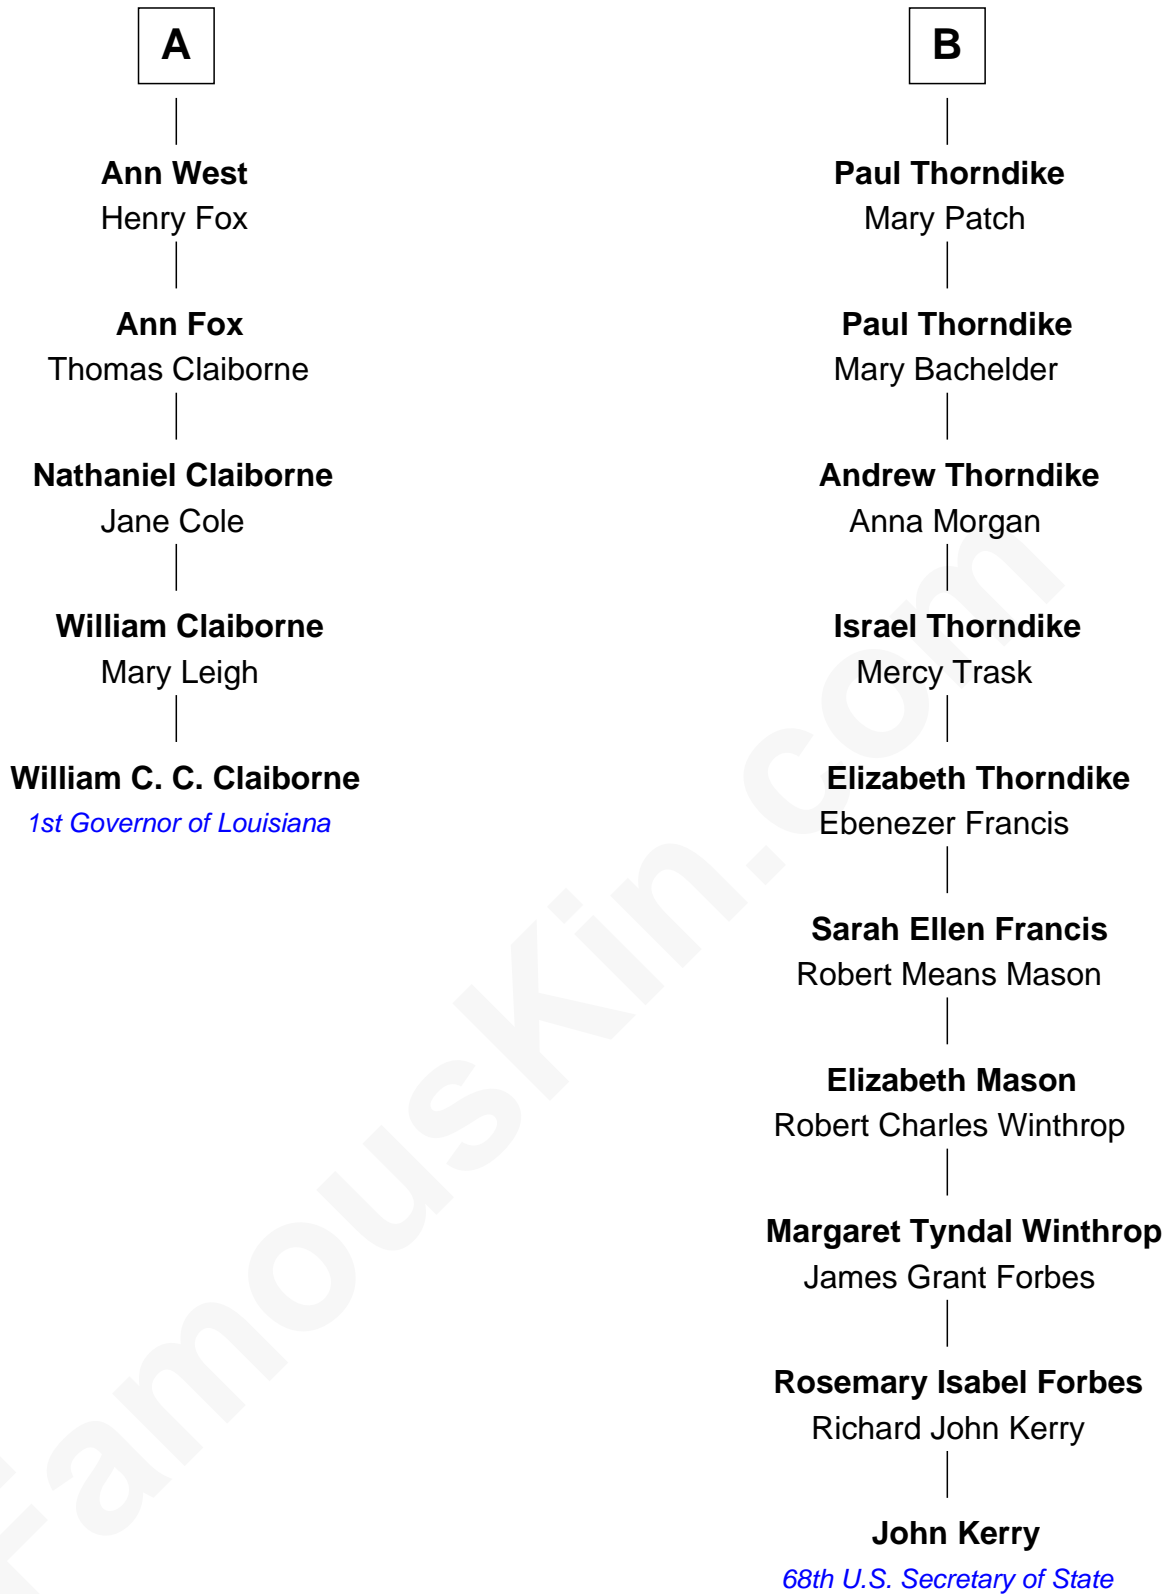 A
Ann West
Henry Fox
Ann Fox
Thomas Claiborne
Nathaniel Claiborne
Jane Cole
William Claiborne
Mary Leigh
William C. C. Claiborne
1st Governor of Louisiana
B
Paul Thorndike
Mary Patch
Paul Thorndike
Mary Bachelder
Andrew Thorndike
Anna Morgan
Israel Thorndike
Mercy Trask
Elizabeth Thorndike
Ebenezer Francis
Sarah Ellen Francis
Robert Means Mason
Elizabeth Mason
Robert Charles Winthrop
Margaret Tyndal Winthrop
James Grant Forbes
Rosemary Isabel Forbes
Richard John Kerry
John Kerry
68th U.S. Secretary of State
FamousKin.com